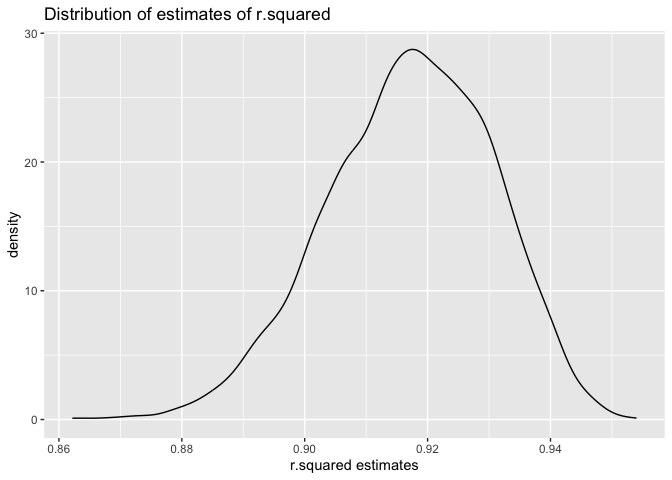 Distribution of estimates of r.squared
30
20
10
0
density
0.86 0.88 0.90 0.92 0.94
r.squared estimates